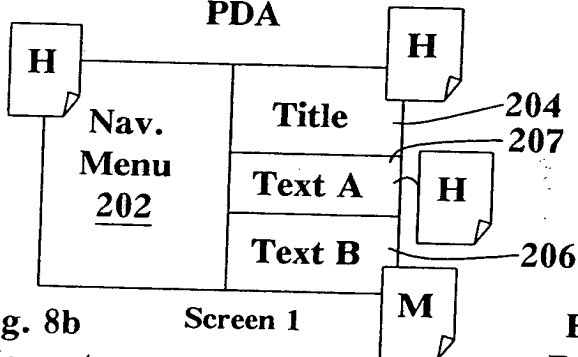 PDA
H
H
Nav.
Menu
202
Title
204
207
Text A
H
Text B
206
M
g. 8b
Screen 1